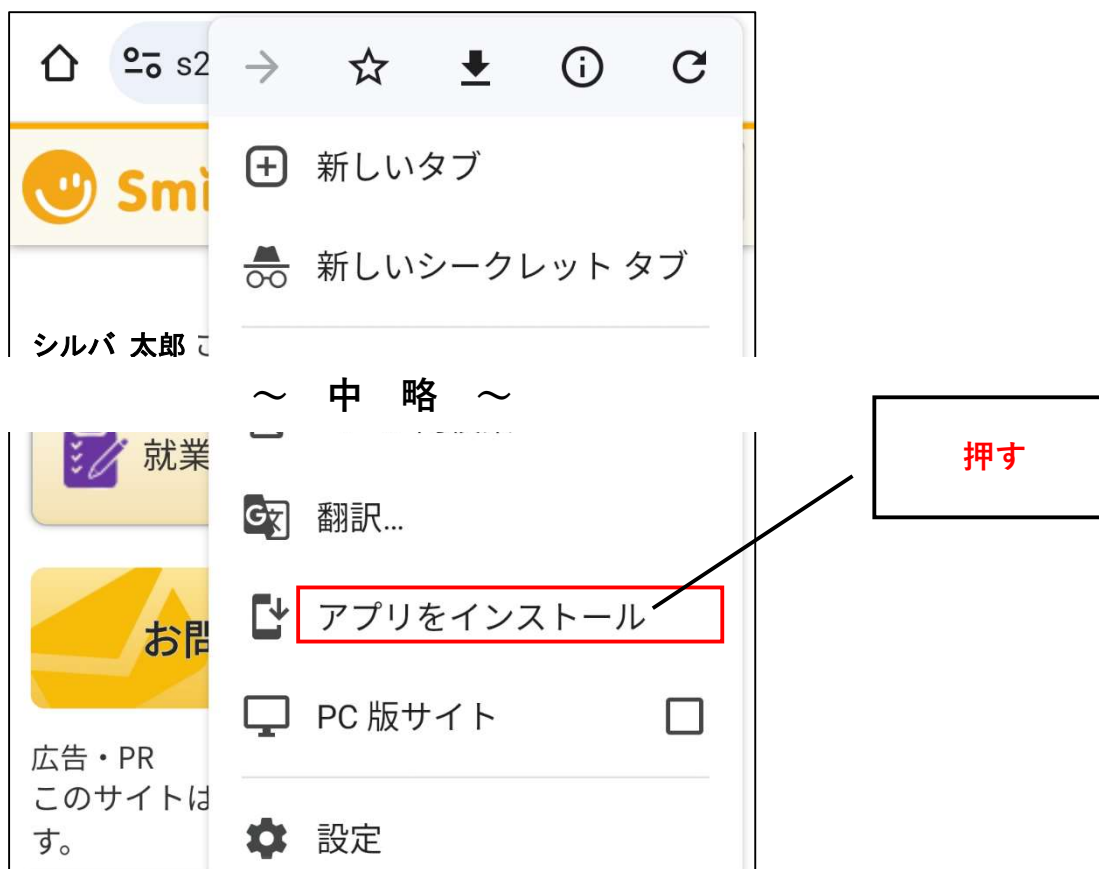 s2
新しいタブ
Smi
新しいシークレット タブ
シルバ 太郎
～ 中 略 ～
就業
押す
翻訳...
アプリをインストール
お問
PC 版サイト
広告・PR
このサイトは
す。
設定